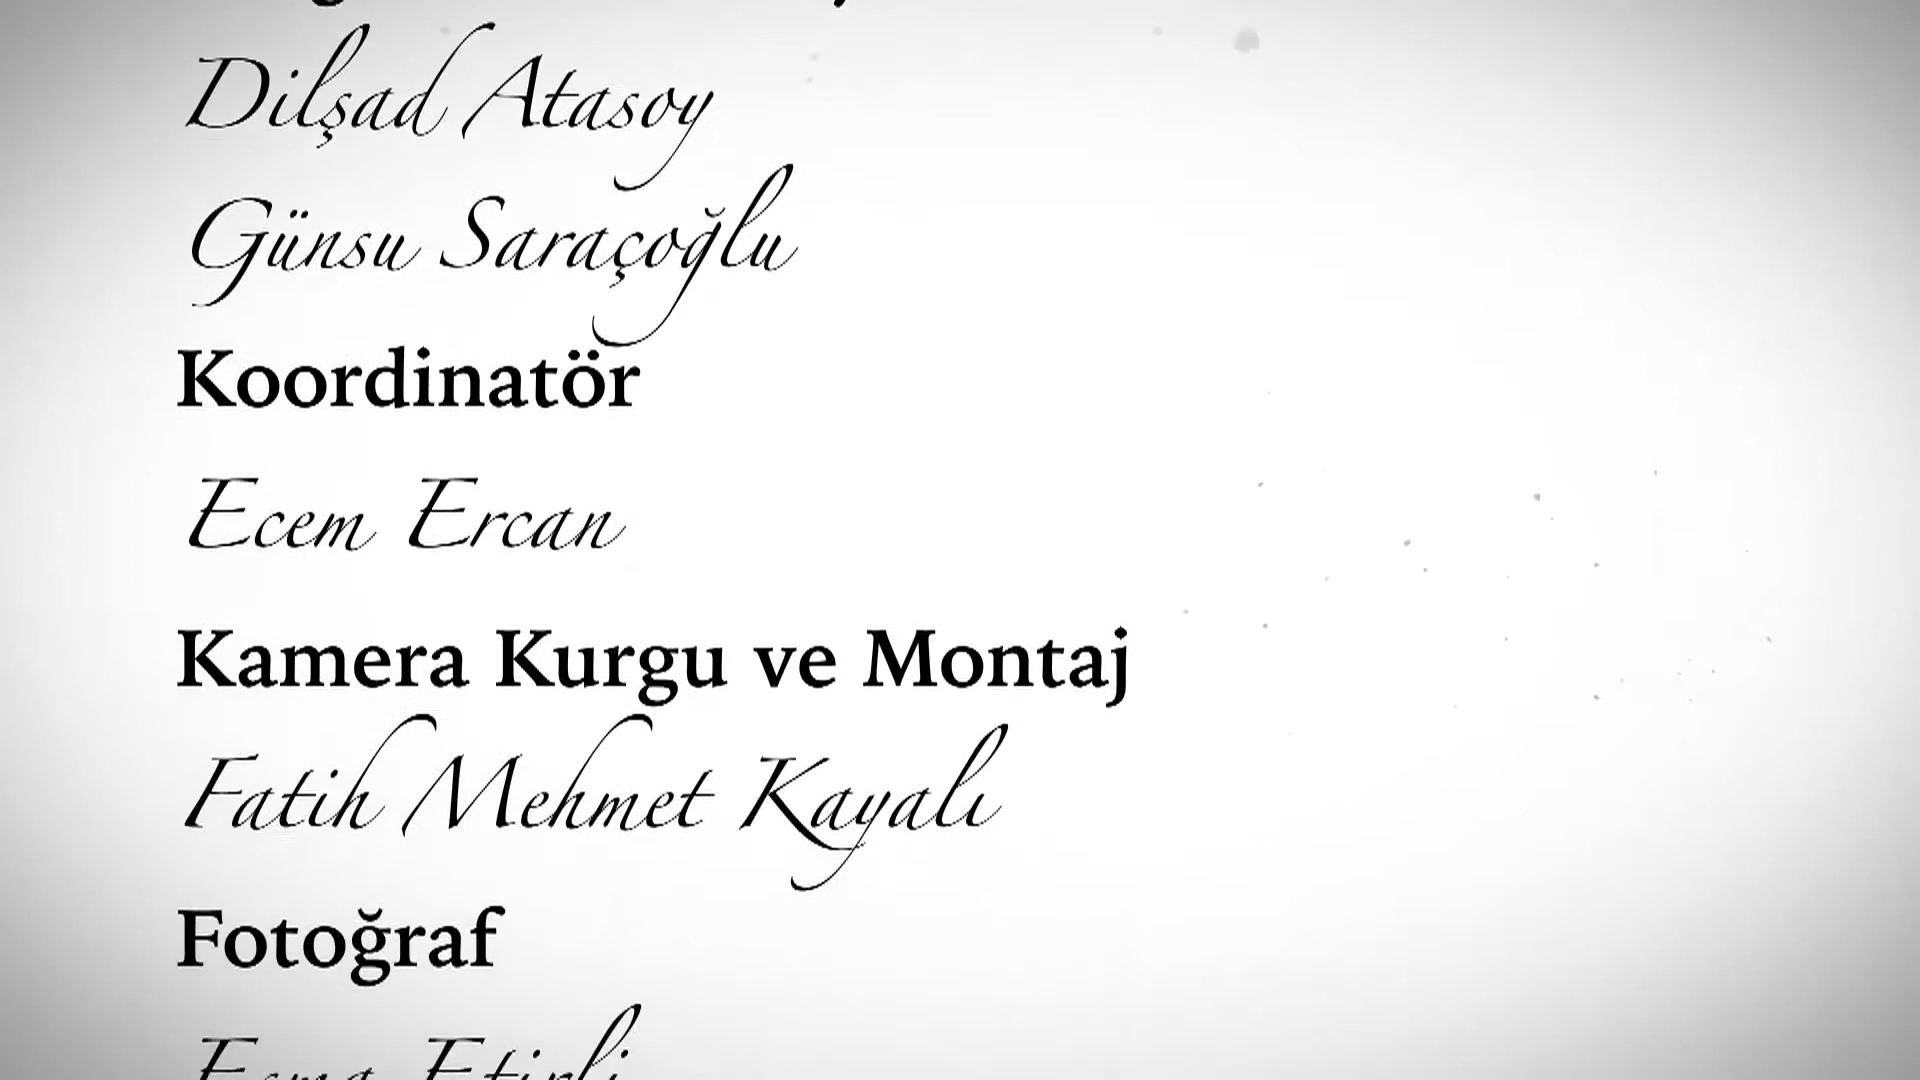 Dilşad Atasoy
Günsu Saraçoğlu
Koordinatör
Ecem Ercan
Kamera Kurgu ve Montaj
Fatih Mehmet Kayalı
Fotoğraf